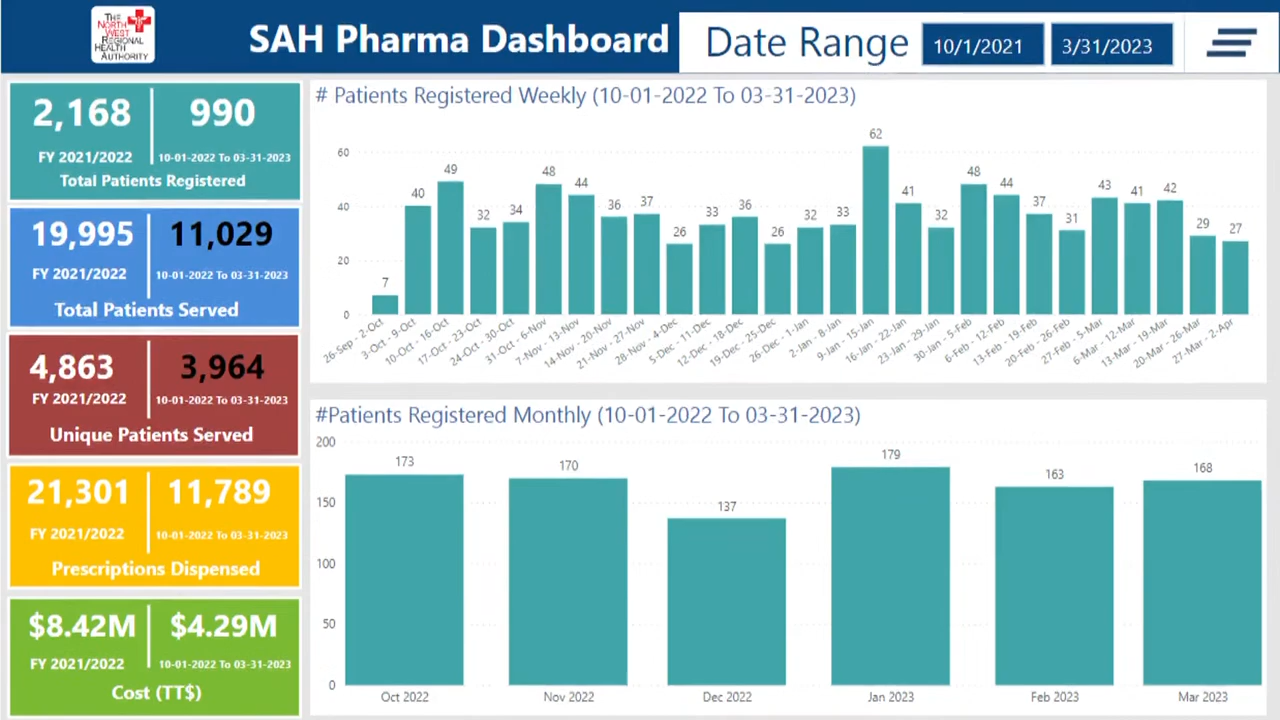 THE
NORTH
WEST
REGIONAL
HEALTH
AUTHORITY
SAH Pharma Dashboard
Date Range
10/1/2021
3/31/2023
2,168
990
FY 2021/2022
10-01-2022 To 03-31-2023
Total Patients Registered
19,995
11,029
FY 2021/2022
10-01-2022 To 03-31-2023
Total Patients Served
4,863
3,964
FY 2021/2022
10-01-2022 To 03-31-2023
Unique Patients Served
21,301
11,789
FY 2021/2022
10-01-2022 To 03-31-2023
Prescriptions Dispensed
$8.42M
$4.29M
FY 2021/2022
10-01-2022 To 03-31-2023
Cost (TT$)
# Patients Registered Weekly (10-01-2022 To 03-31-2023)
60
40
20
0
7
40
49
32
34
48
44
36
37
26
33
36
26
32
33
62
41
32
48
44
37
31
43
41
42
29
27
26-Sep - 2-Oct
3-Oct - 9-Oct
10-Oct - 16-Oct
17-Oct - 23-Oct
24-Oct - 30-Oct
31-Oct - 6-Nov
7-Nov - 13-Nov
14-Nov - 20-Nov
21-Nov - 27-Nov
28-Nov - 4-Dec
5-Dec - 11-Dec
12-Dec - 18-Dec
19-Dec - 25-Dec
26-Dec - 1-Jan
2-Jan - 8-Jan
9-Jan - 15-Jan
16-Jan - 22-Jan
23-Jan - 29-Jan
30-Jan - 5-Feb
6-Feb - 12-Feb
13-Feb - 19-Feb
20-Feb - 26-Feb
27-Feb - 5-Mar
6-Mar - 12-Mar
13-Mar - 19-Mar
20-Mar - 26-Mar
27-Mar - 2-Apr
#Patients Registered Monthly (10-01-2022 To 03-31-2023)
200
150
100
50
0
173
170
137
179
163
168
Oct 2022
Nov 2022
Dec 2022
Jan 2023
Feb 2023
Mar 2023